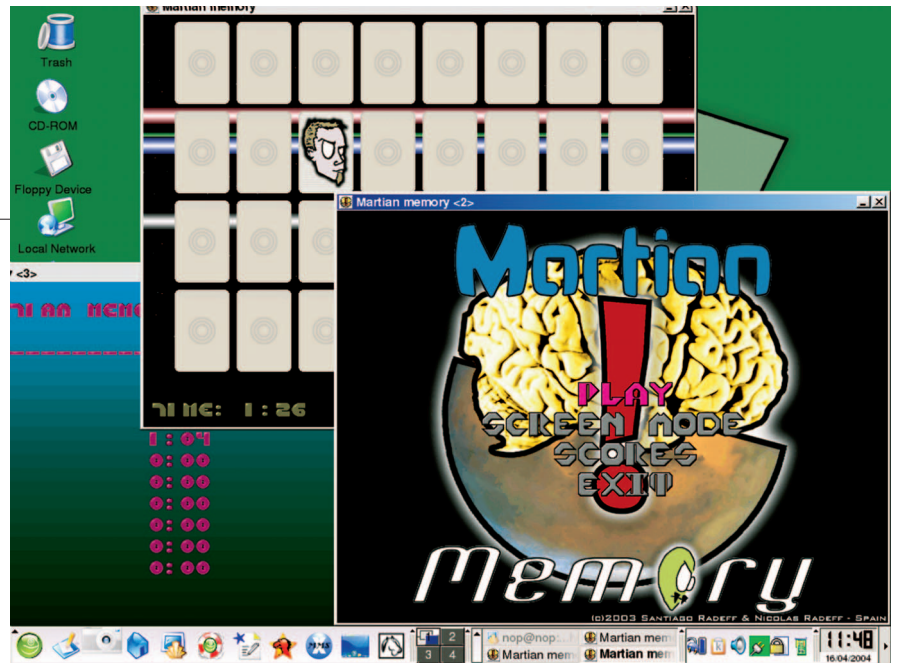 Martian memory
Trash
CD-ROM
Floppy Device
Local Network
<3>
TIME: 1:26
1:04
0:00
0:00
0:00
0:00
0:00
0:00
Martian memory <2>
Martian
PLAY
SCREEN MODE
SCORES
EXIT
Memory
(c)2003 Santiago Radeff & Nicolas Radeff - Spain
2
3 4
nop@nop:
Martian mem
Martian mem
Martian mem
11:48
16/04/2004